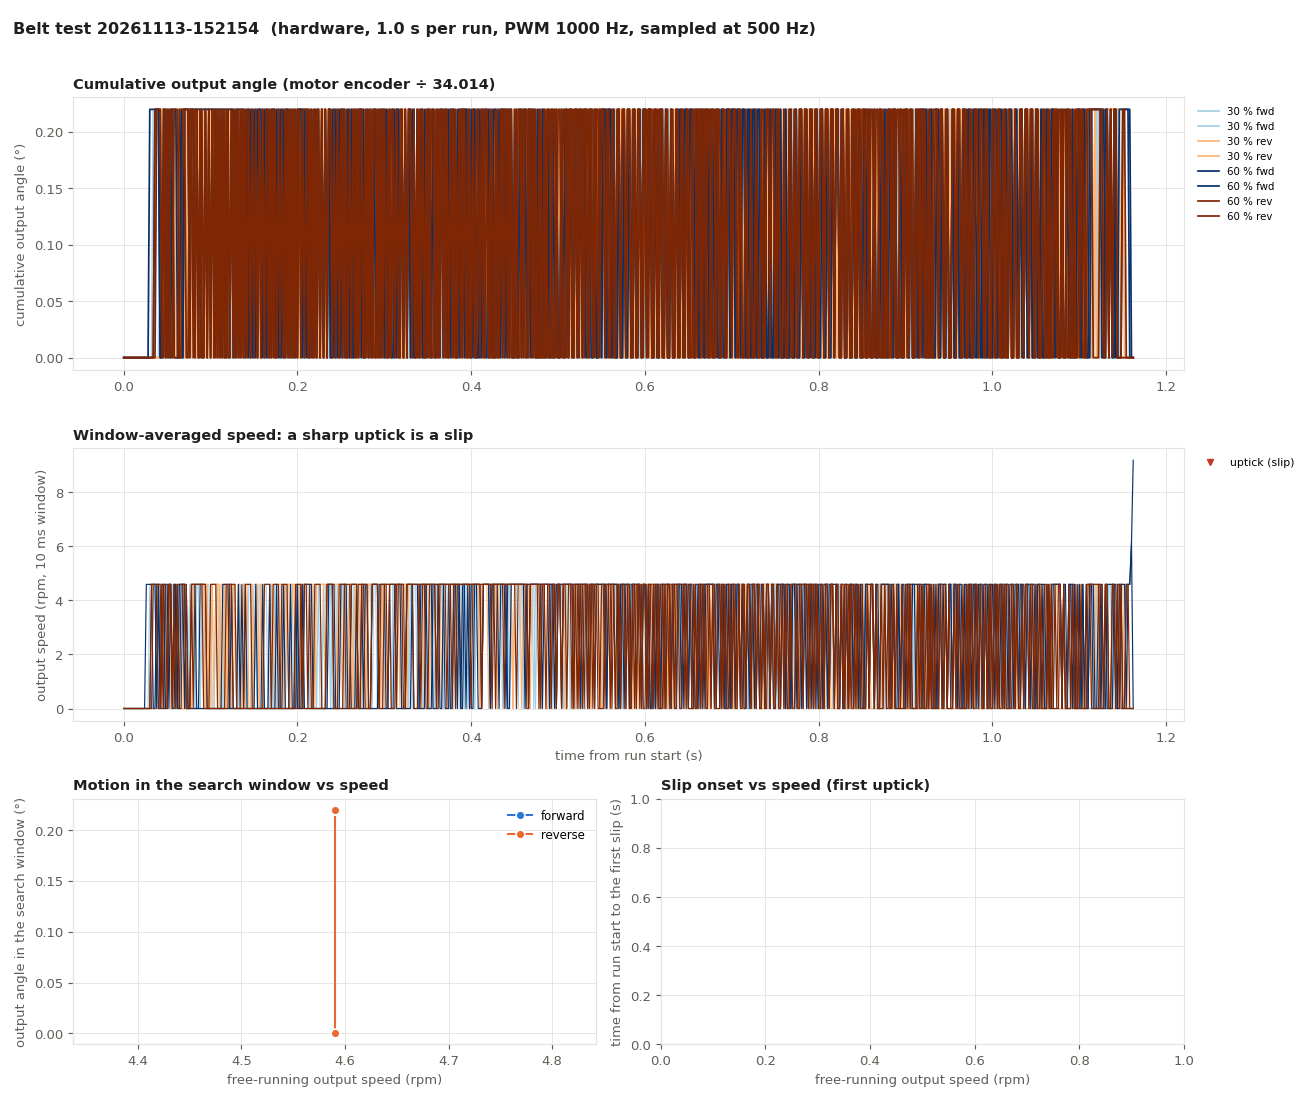 Belt test 20261113-152154  (hardware, 1.0 s per run, PWM 1000 Hz, sampled at 500 Hz)
Cumulative output angle (motor encoder ÷ 34.014)
cumulative output angle (°)
0.20
0.15
0.10
0.05
0.00
0.0 0.2 0.4 0.6 0.8 1.0 1.2
30 % fwd
30 % fwd
30 % rev
30 % rev
60 % fwd
60 % fwd
60 % rev
60 % rev
Window-averaged speed: a sharp uptick is a slip
output speed (rpm, 10 ms window)
8
6
4
2
0
0.0 0.2 0.4 0.6 0.8 1.0 1.2
time from run start (s)
uptick (slip)
Motion in the search window vs speed
output angle in the search window (°)
0.20
0.15
0.10
0.05
0.00
4.4 4.5 4.6 4.7 4.8
free-running output speed (rpm)
forward
reverse
Slip onset vs speed (first uptick)
time from run start to the first slip (s)
1.0
0.8
0.6
0.4
0.2
0.0
0.0 0.2 0.4 0.6 0.8 1.0
free-running output speed (rpm)